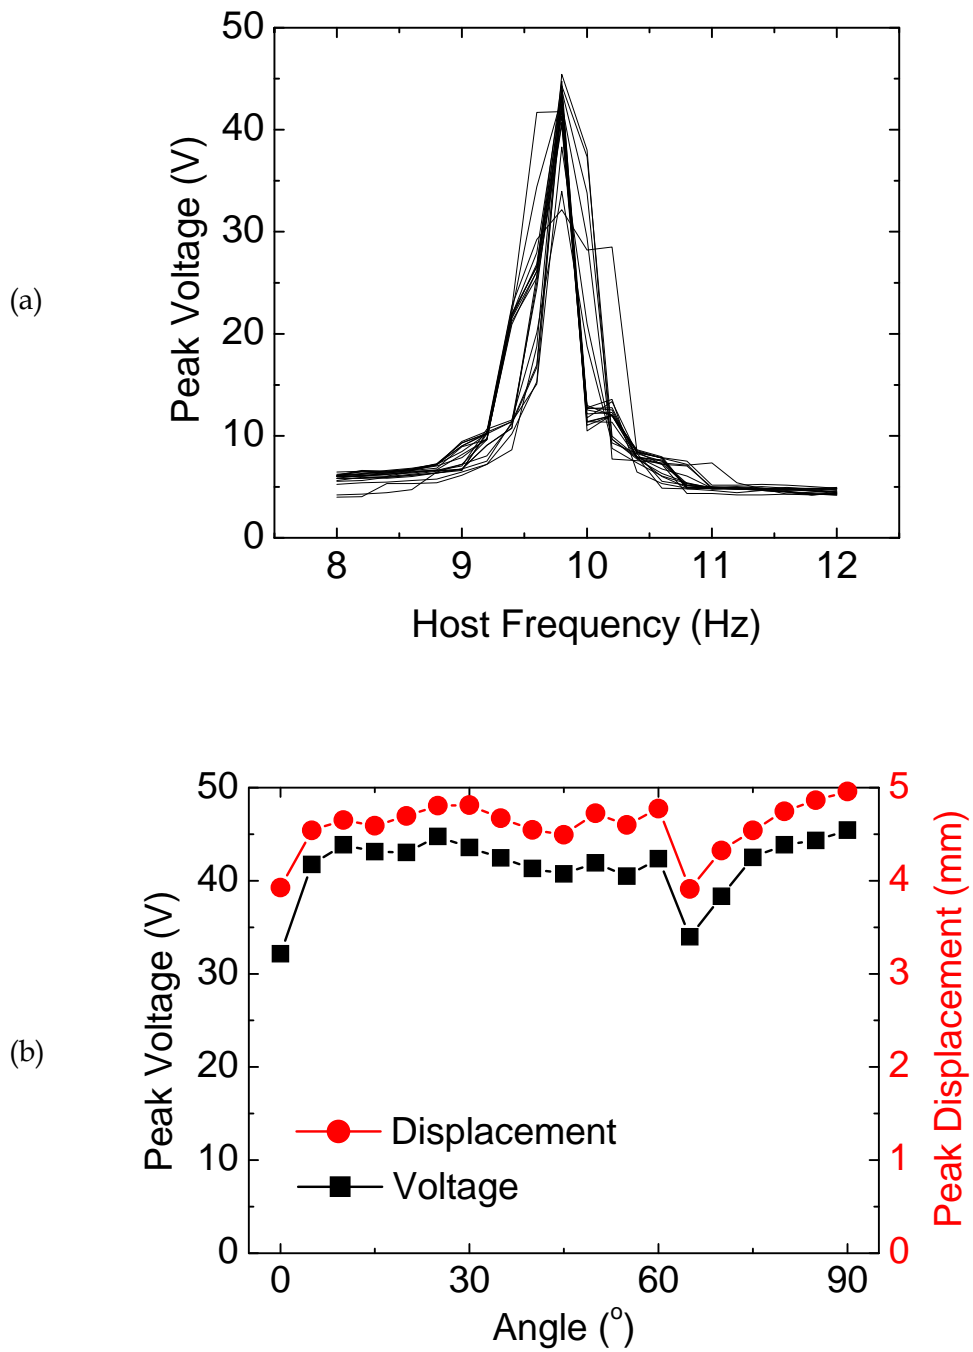 (a)
Peak Voltage (V)
50
40
30
20
10
0
8 9 10 11 12
Host Frequency (Hz)
(b)
Peak Voltage (V)
50
40
30
20
10
0
Displacement
Voltage
5
4
3
2
1
0
Peak Displacement (mm)
0 30 60 90
Angle (°)